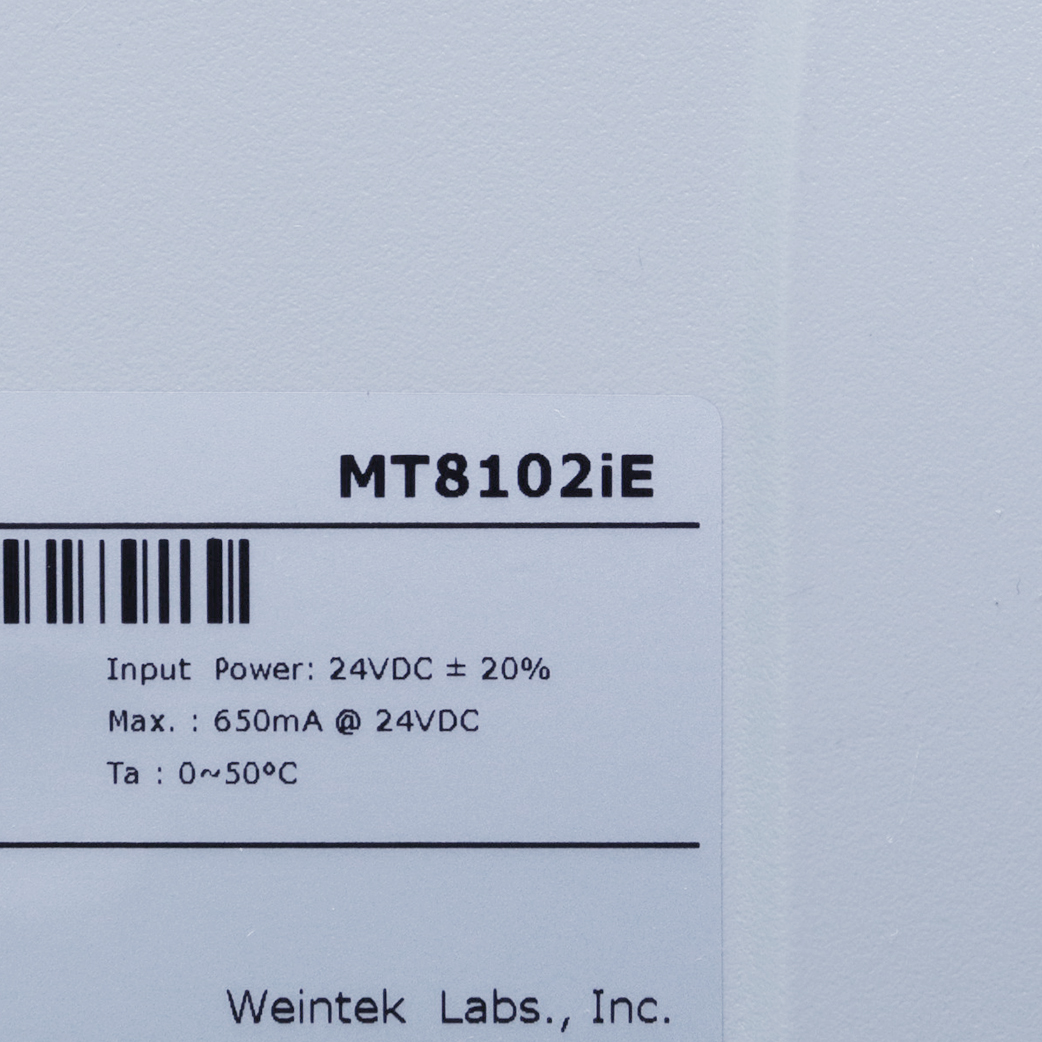 MT8102iE
Input Power: 24VDC ± 20%
Max. : 650mA @ 24VDC
Ta : 0~50°C
Weintek Labs., Inc.